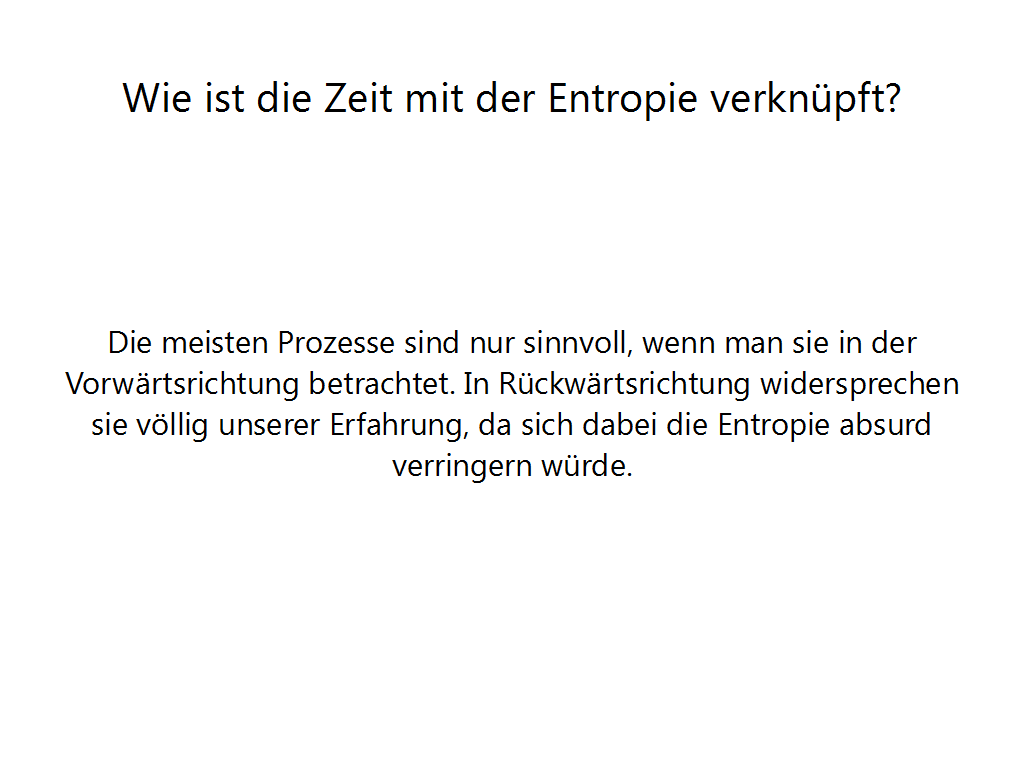 Wie ist die Zeit mit der Entropie verknüpft?
Die meisten Prozesse sind nur sinnvoll, wenn man sie in der
Vorwärtsrichtung betrachtet. In Rückwärtsrichtung widersprechen
sie völlig unserer Erfahrung, da sich dabei die Entropie absurd
verringern würde.